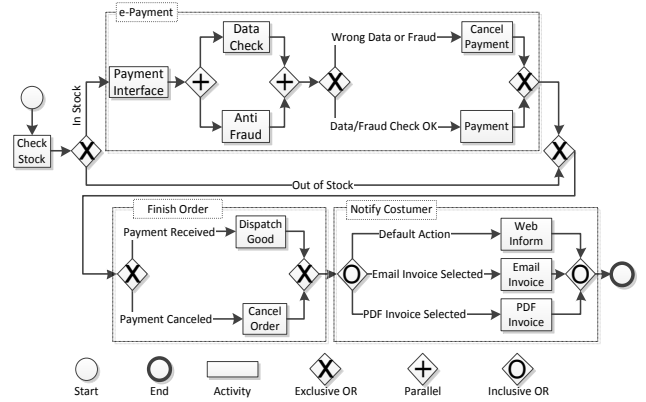 e-Payment
Data
Check
Wrong Data or Fraud
Cancel
Payment
Payment
Interface
+
+
X
X
In Stock
Anti
Fraud
Data/Fraud Check OK
Payment
Check
Stock
X
X
Out of Stock
Finish Order
Notify Costumer
Payment Received
Dispatch
Good
Default Action
Web
Inform
X
X
O
Email Invoice Selected
Email
Invoice
O
Payment Canceled
Cancel
Order
PDF Invoice Selected
PDF
Invoice
X
+
O
Start
End
Activity
Exclusive OR
Parallel
Inclusive OR